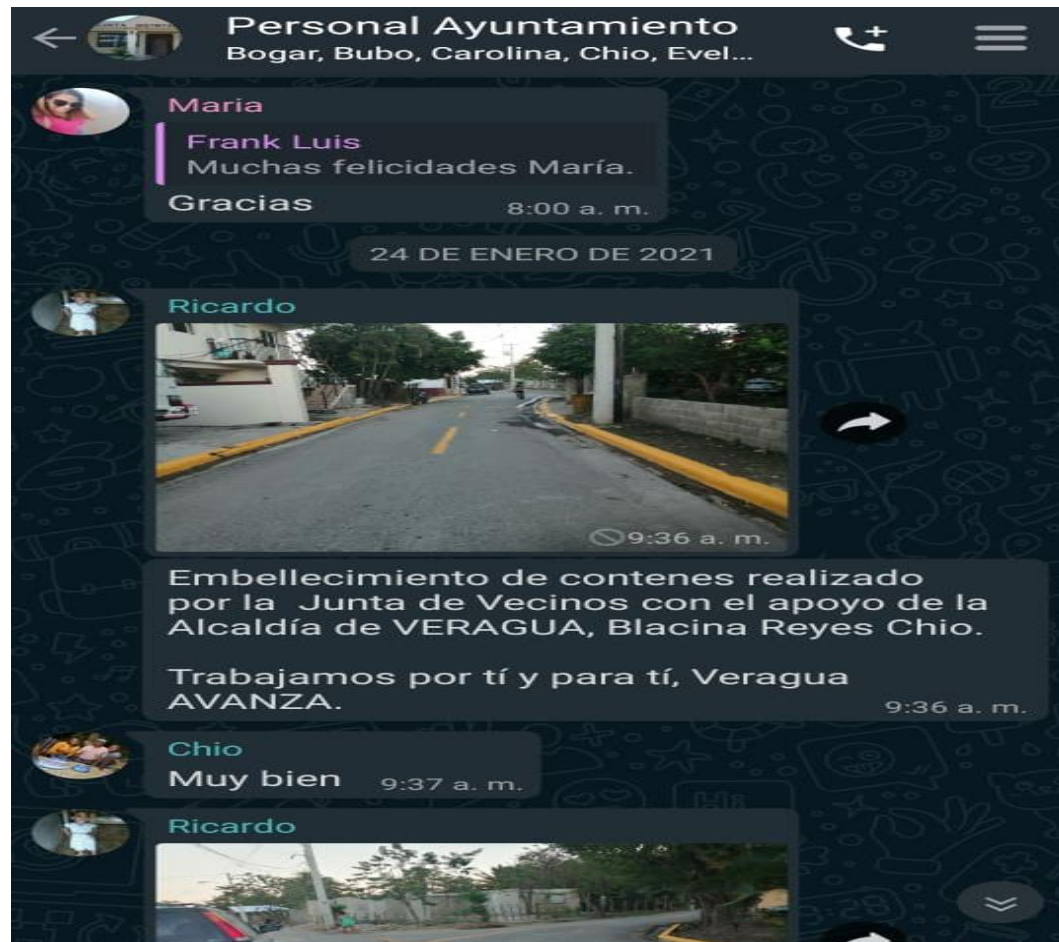 Personal Ayuntamiento
Bogar, Bubo, Carolina, Chio, Evel...
Maria
Frank Luis
Muchas felicidades María.
Gracias
8:00 a. m.
24 DE ENERO DE 2021
Ricardo
9:36 a. m.
Embellecimiento de contenes realizado
por la Junta de Vecinos con el apoyo de la
Alcaldía de VERAGUA, Blacina Reyes Chio.
Trabajamos por tí y para tí, Veragua
AVANZA.
9:36 a. m.
Chio
Muy bien
9:37 a. m.
Ricardo